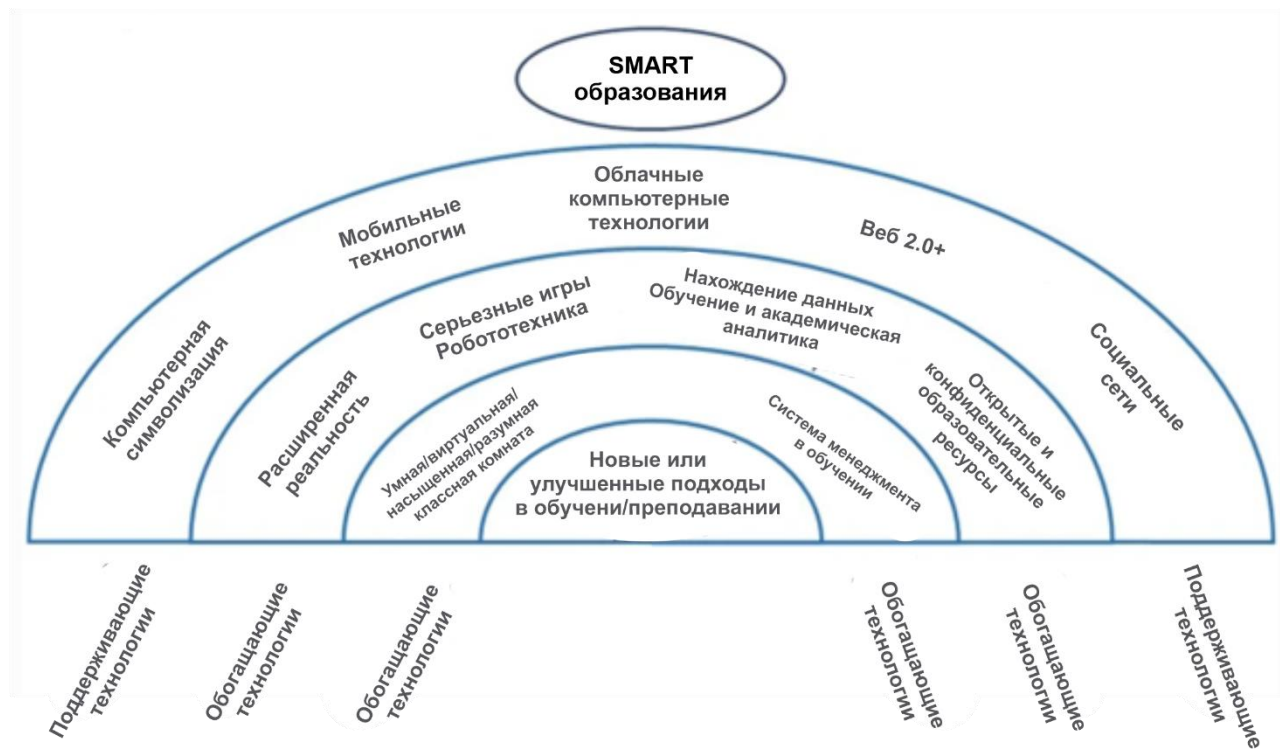 SMART
образования
Облачные
компьютерные
технологии
Мобильные
технологии
Веб 2.0+
Компьютерная
символизация
Социальные
сети
Серьезные игры
Робототехника
Нахождение данных
Обучение и академическая
аналитика
Расширенная
реальность
Открытые и
конфиденциальные
образовательные
ресурсы
Умная/виртуальная/
насыщенная/разумная
классная комната
Система менеджмента
в обучении
Новые или
улучшенные подходы
в обучени/преподавании
Поддерживающие
технологии
Обогащающие
технологии
Обогащающие
технологии
Обогащающие
технологии
Обогащающие
технологии
Поддерживающие
технологии